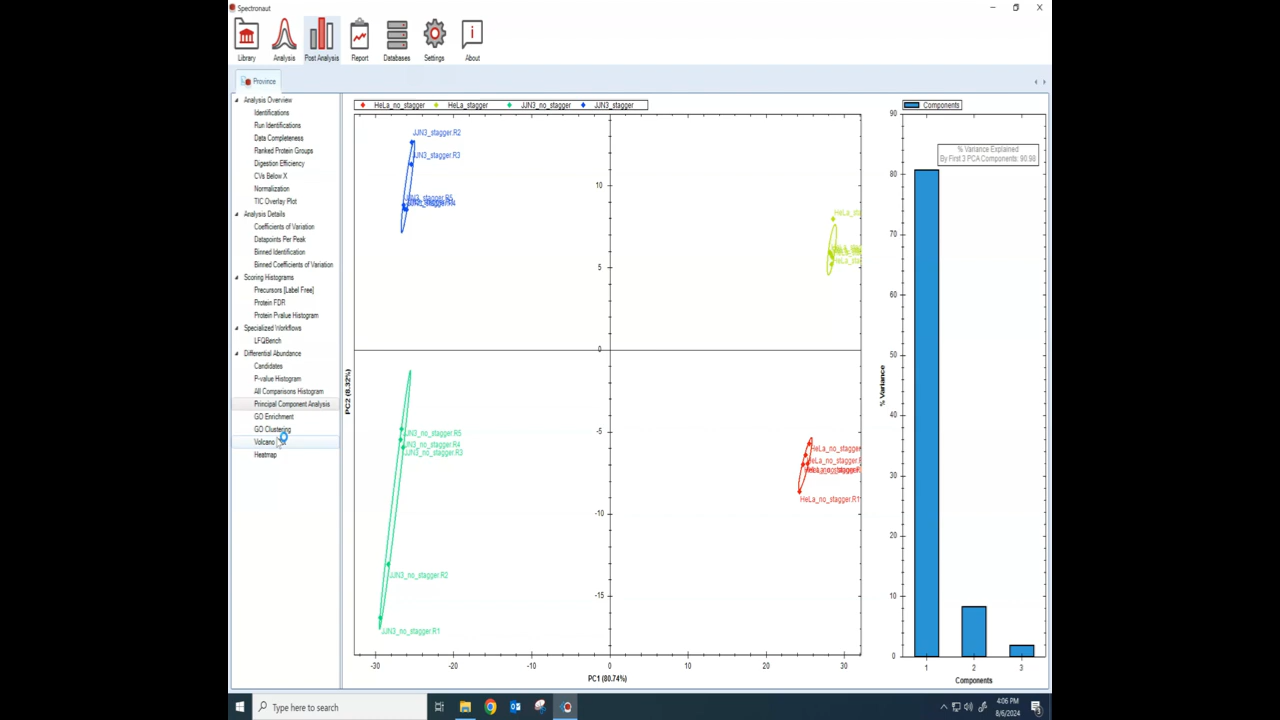 Spectronaut
Library
Analysis
Post Analysis
Report
Databases
Settings
About
Province
Analysis Overview
Identifications
Run Identifications
Data Completeness
Ranked Protein Groups
Digestion Efficiency
CVs Below X
Normalization
TIC Overlay Plot
Analysis Details
Coefficients of Variation
Datapoints Per Peak
Binned Identification
Binned Coefficients of Variation
Scoring Histograms
Precursors [Label Free]
Protein FDR
Protein Pvalue Histogram
Specialized Workflows
LFQBench
Differential Abundance
Candidates
P-value Histogram
All Comparisons Histogram
Principal Component Analysis
GO Enrichment
GO Clustering
Volcano
Heatmap
HeLa_no_stagger
HeLa_stagger
JJN3_no_stagger
JJN3_stagger
JJN3_stagger.R2
JJN3_stagger.R3
10
5
0
-5
-10
-15
PC2 (8.32%)
HeLa_sta
HeLa_sta
JJN3_no_stagger.R5
JJN3_no_stagger.R4
JJN3_no_stagger.R3
JJN3_no_stagger.R2
JJN3_no_stagger.R1
HeLa_no_stagger
HeLa_no_stagger.R
HeLa_no_stagger.R1
-30
-20
-10
0
10
20
30
PC1 (80.74%)
Components
% Variance Explained
By First 3 PCA Components: 90.98
90
80
70
60
50
40
30
20
10
0
% Variance
1
2
3
Components
Type here to search
4:06 PM
8/6/2024